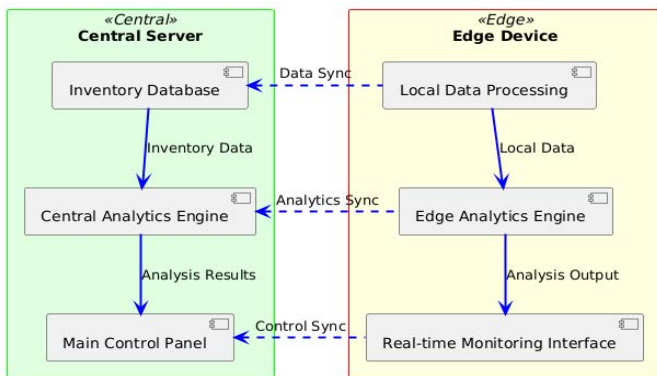 «Central»
Central Server
«Edge»
Edge Device
Inventory Database
Data Sync
Local Data Processing
Inventory Data
Local Data
Central Analytics Engine
Analytics Sync
Edge Analytics Engine
Analysis Results
Analysis Output
Main Control Panel
Control Sync
Real-time Monitoring Interface